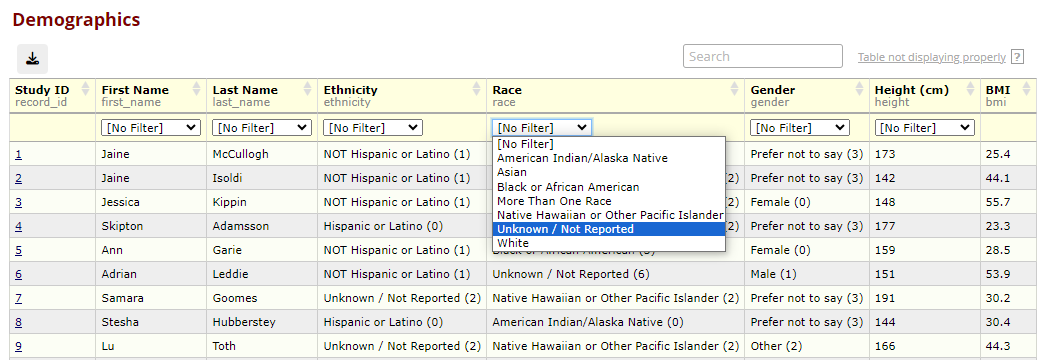 Demographics
Search
Table not displaying properly ?
Study ID First Name Last Name Ethnicity Race Gender Height (cm) BMI
record_id first_name last_name ethnicity race gender height bmi
[No Filter] [No Filter] [No Filter] [No Filter] [No Filter] [No Filter]
[No Filter]
American Indian/Alaska Native
Asian
Black or African American
More Than One Race
Native Hawaiian or Other Pacific Islander
Unknown / Not Reported
White
1 Jaine McCullogh NOT Hispanic or Latino (1) Prefer not to say (3) 173 25.4
2 Jaine Isoldi NOT Hispanic or Latino (1) (2) Prefer not to say (3) 142 44.1
3 Jessica Kippin NOT Hispanic or Latino (1) Female (0) 148 55.7
4 Skipton Adamsson Hispanic or Latino (0) (2) Prefer not to say (3) 177 23.3
5 Ann Garie NOT Hispanic or Latino (1) Black or African American (3) Female (0) 159 28.5
6 Adrian Leddie NOT Hispanic or Latino (1) Unknown / Not Reported (6) Male (1) 151 53.9
7 Samara Goomes Unknown / Not Reported (2) Native Hawaiian or Other Pacific Islander (2) Prefer not to say (3) 191 30.2
8 Stesha Hubberstey Hispanic or Latino (0) American Indian/Alaska Native (0) Prefer not to say (3) 144 30.4
9 Lu Toth Unknown / Not Reported (2) Native Hawaiian or Other Pacific Islander (2) Other (2) 166 44.3